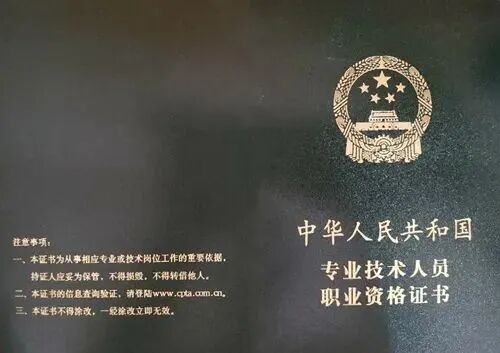 注意事项：
一、本证书为从事相应专业或技术岗位工作的重要依据，
持证人应妥为保管，不得损毁，不得转借他人。
二、本证书的信息查询验证，请登陆www.cpta.com.cn。
三、本证书不得涂改，一经涂改立即无效。
中华人民共和国
专业技术人员
职业资格证书